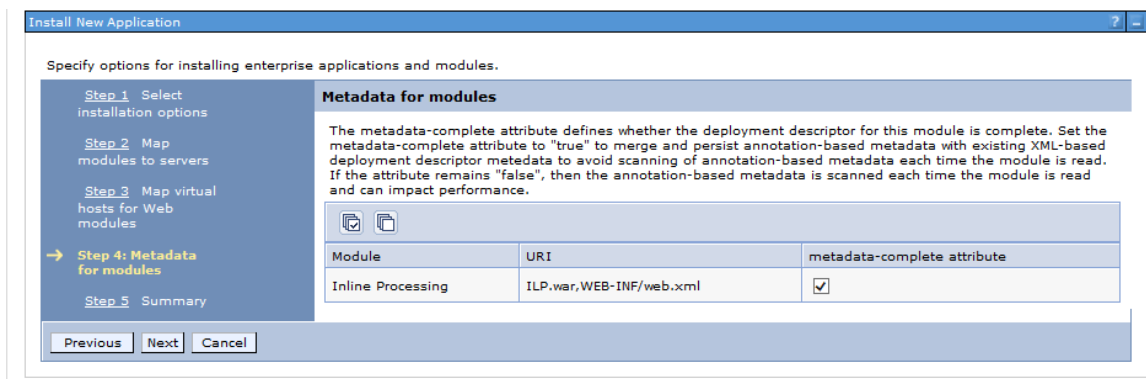 Install New Application
? –
Specify options for installing enterprise applications and modules.
Step 1 Select
installation options
Step 2 Map
modules to servers
Step 3 Map virtual
hosts for Web
modules
Step 4: Metadata
for modules
Step 5 Summary
Metadata for modules
The metadata-complete attribute defines whether the deployment descriptor for this module is complete. Set the
metadata-complete attribute to "true" to merge and persist annotation-based metadata with existing XML-based
deployment descriptor metedata to avoid scanning of annotation-based metadata each time the module is read.
If the attribute remains "false", then the annotation-based metadata is scanned each time the module is read
and can impact performance.
Module URI metadata-complete attribute
Inline Processing ILP.war,WEB-INF/web.xml
Previous Next Cancel